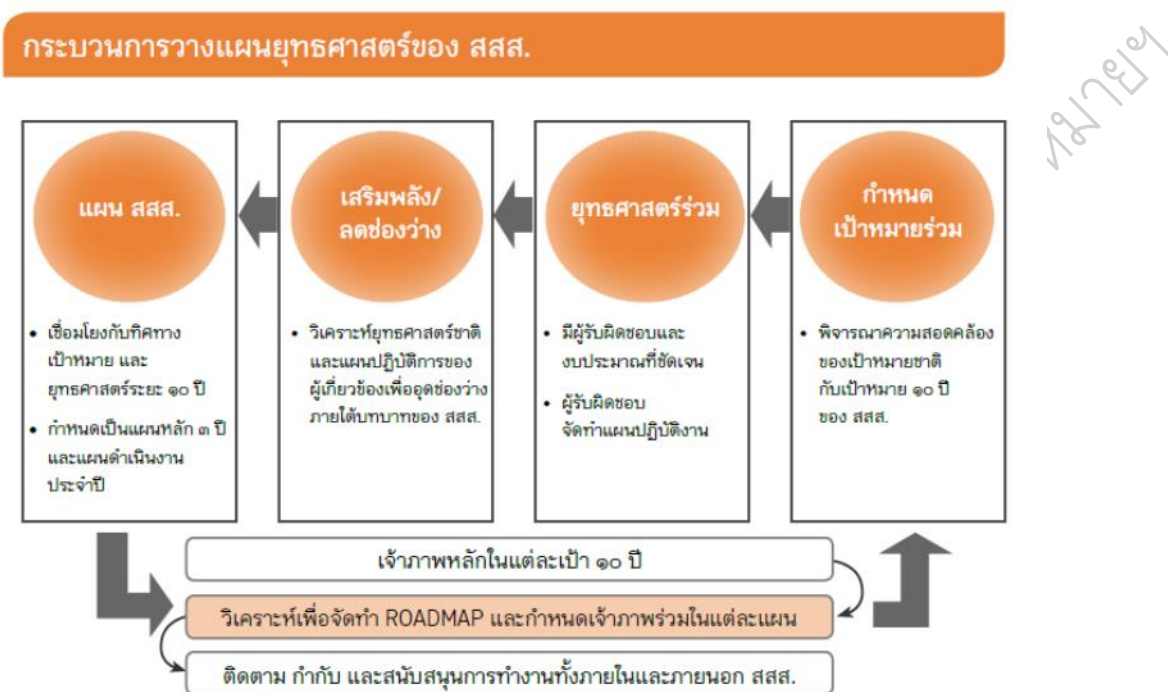 กระบวนการวางแผนยุทธศาสตร์ของ สสส.
แผน สสส.
• เชื่อมโยงกับทิศทาง
เป้าหมาย และ
ยุทธศาสตร์ระยะ ๑๐ ปี
• กำหนดเป็นแผนหลัก ๓ ปี
และแผนดำเนินงาน
ประจำปี
เสริมพลัง/
ลดช่องว่าง
• วิเคราะห์ยุทธศาสตร์ชาติ
และแผนปฏิบัติการของ
ผู้เกี่ยวข้องเพื่ออุดช่องว่าง
ภายใต้บทบาทของ สสส.
ยุทธศาสตร์ร่วม
• มีผู้รับผิดชอบและ
งบประมาณที่ชัดเจน
• ผู้รับผิดชอบ
จัดทำแผนปฏิบัติงาน
กำหนด
เป้าหมายร่วม
• พิจารณาความสอดคล้อง
ของเป้าหมายชาติ
กับเป้าหมาย ๑๐ ปี
ของ สสส.
เจ้าภาพหลักในแต่ละเป้า ๑๐ ปี
วิเคราะห์เพื่อจัดทำ ROADMAP และกำหนดเจ้าภาพร่วมในแต่ละแผน
ติดตาม กำกับ และสนับสนุนการทำงานทั้งภายในและภายนอก สสส.